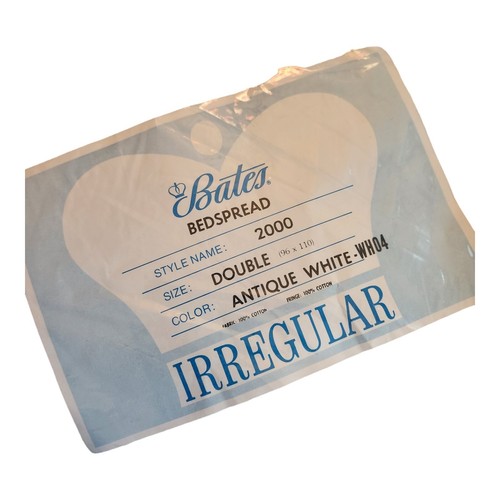 Bates®
BEDSPREAD
STYLE NAME: 2000
SIZE: DOUBLE (96 x 110)
COLOR: ANTIQUE WHITE-WH04
FABRIC 100% COTTON FRINGE 100% COTTON
IRREGULAR